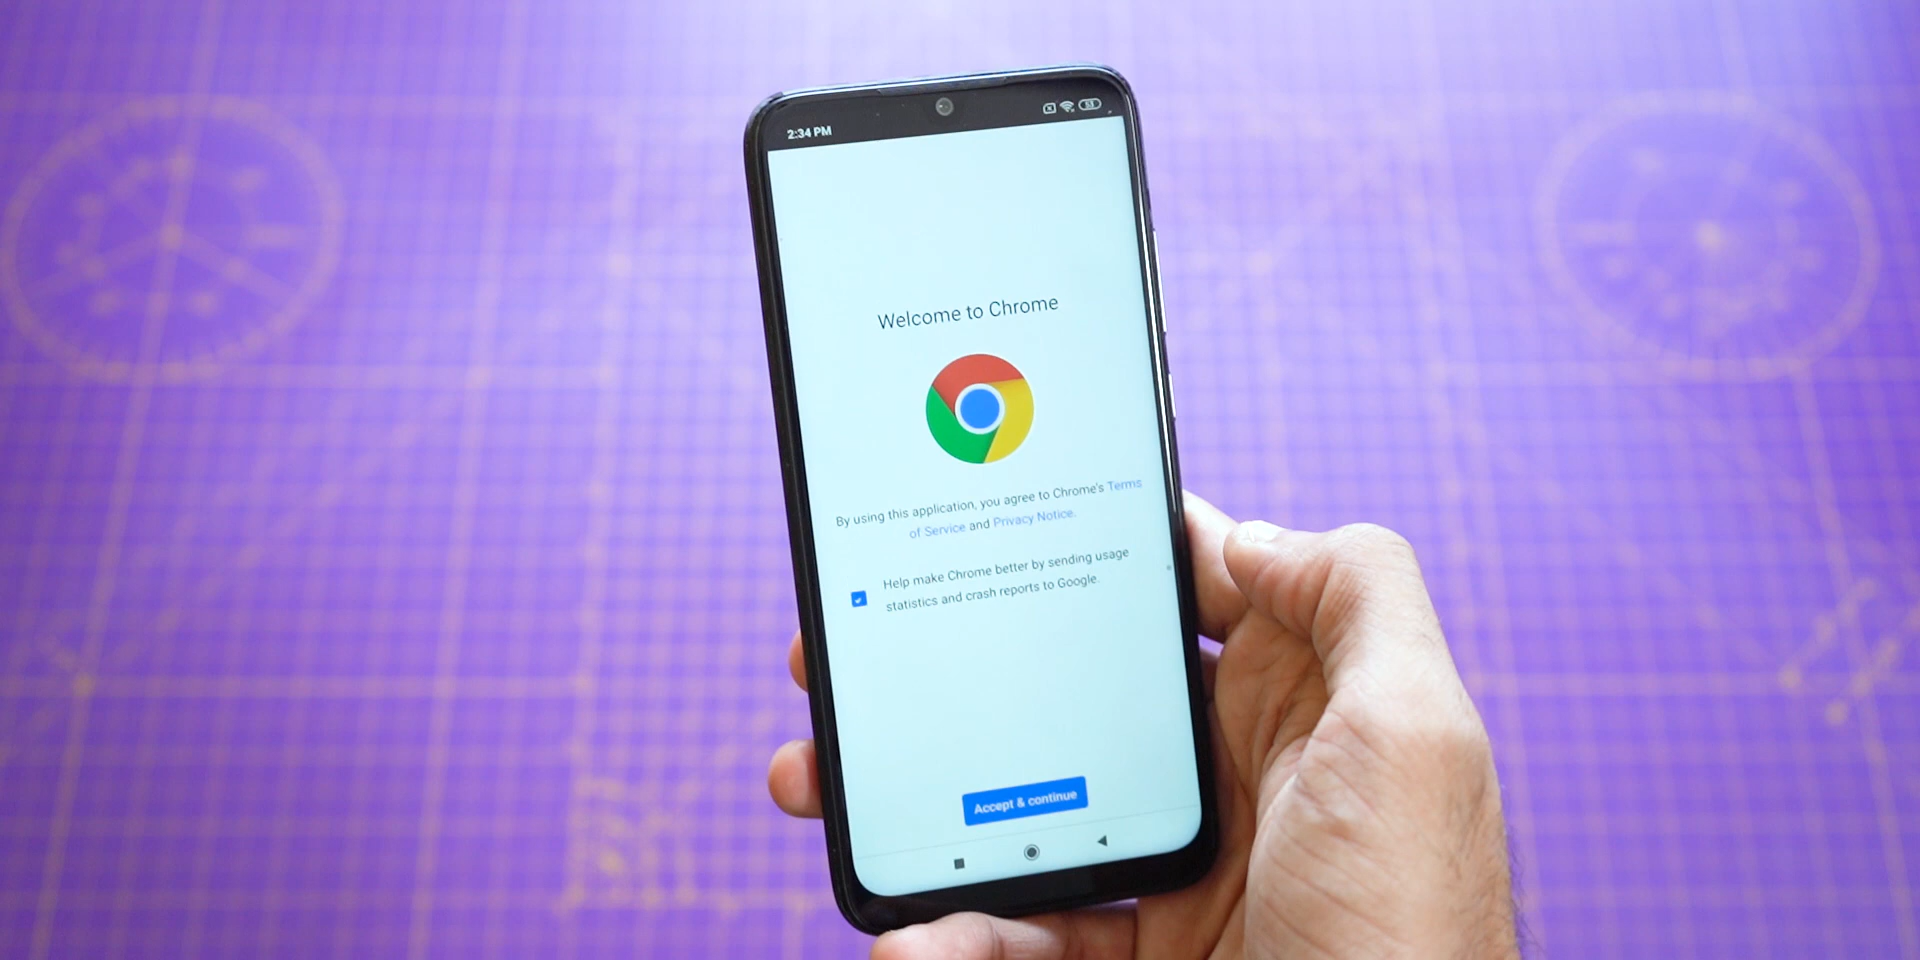 2:34 PM
53
Welcome to Chrome
By using this application, you agree to Chrome's Terms
of Service and Privacy Notice.
Help make Chrome better by sending usage
statistics and crash reports to Google.
Accept & continue